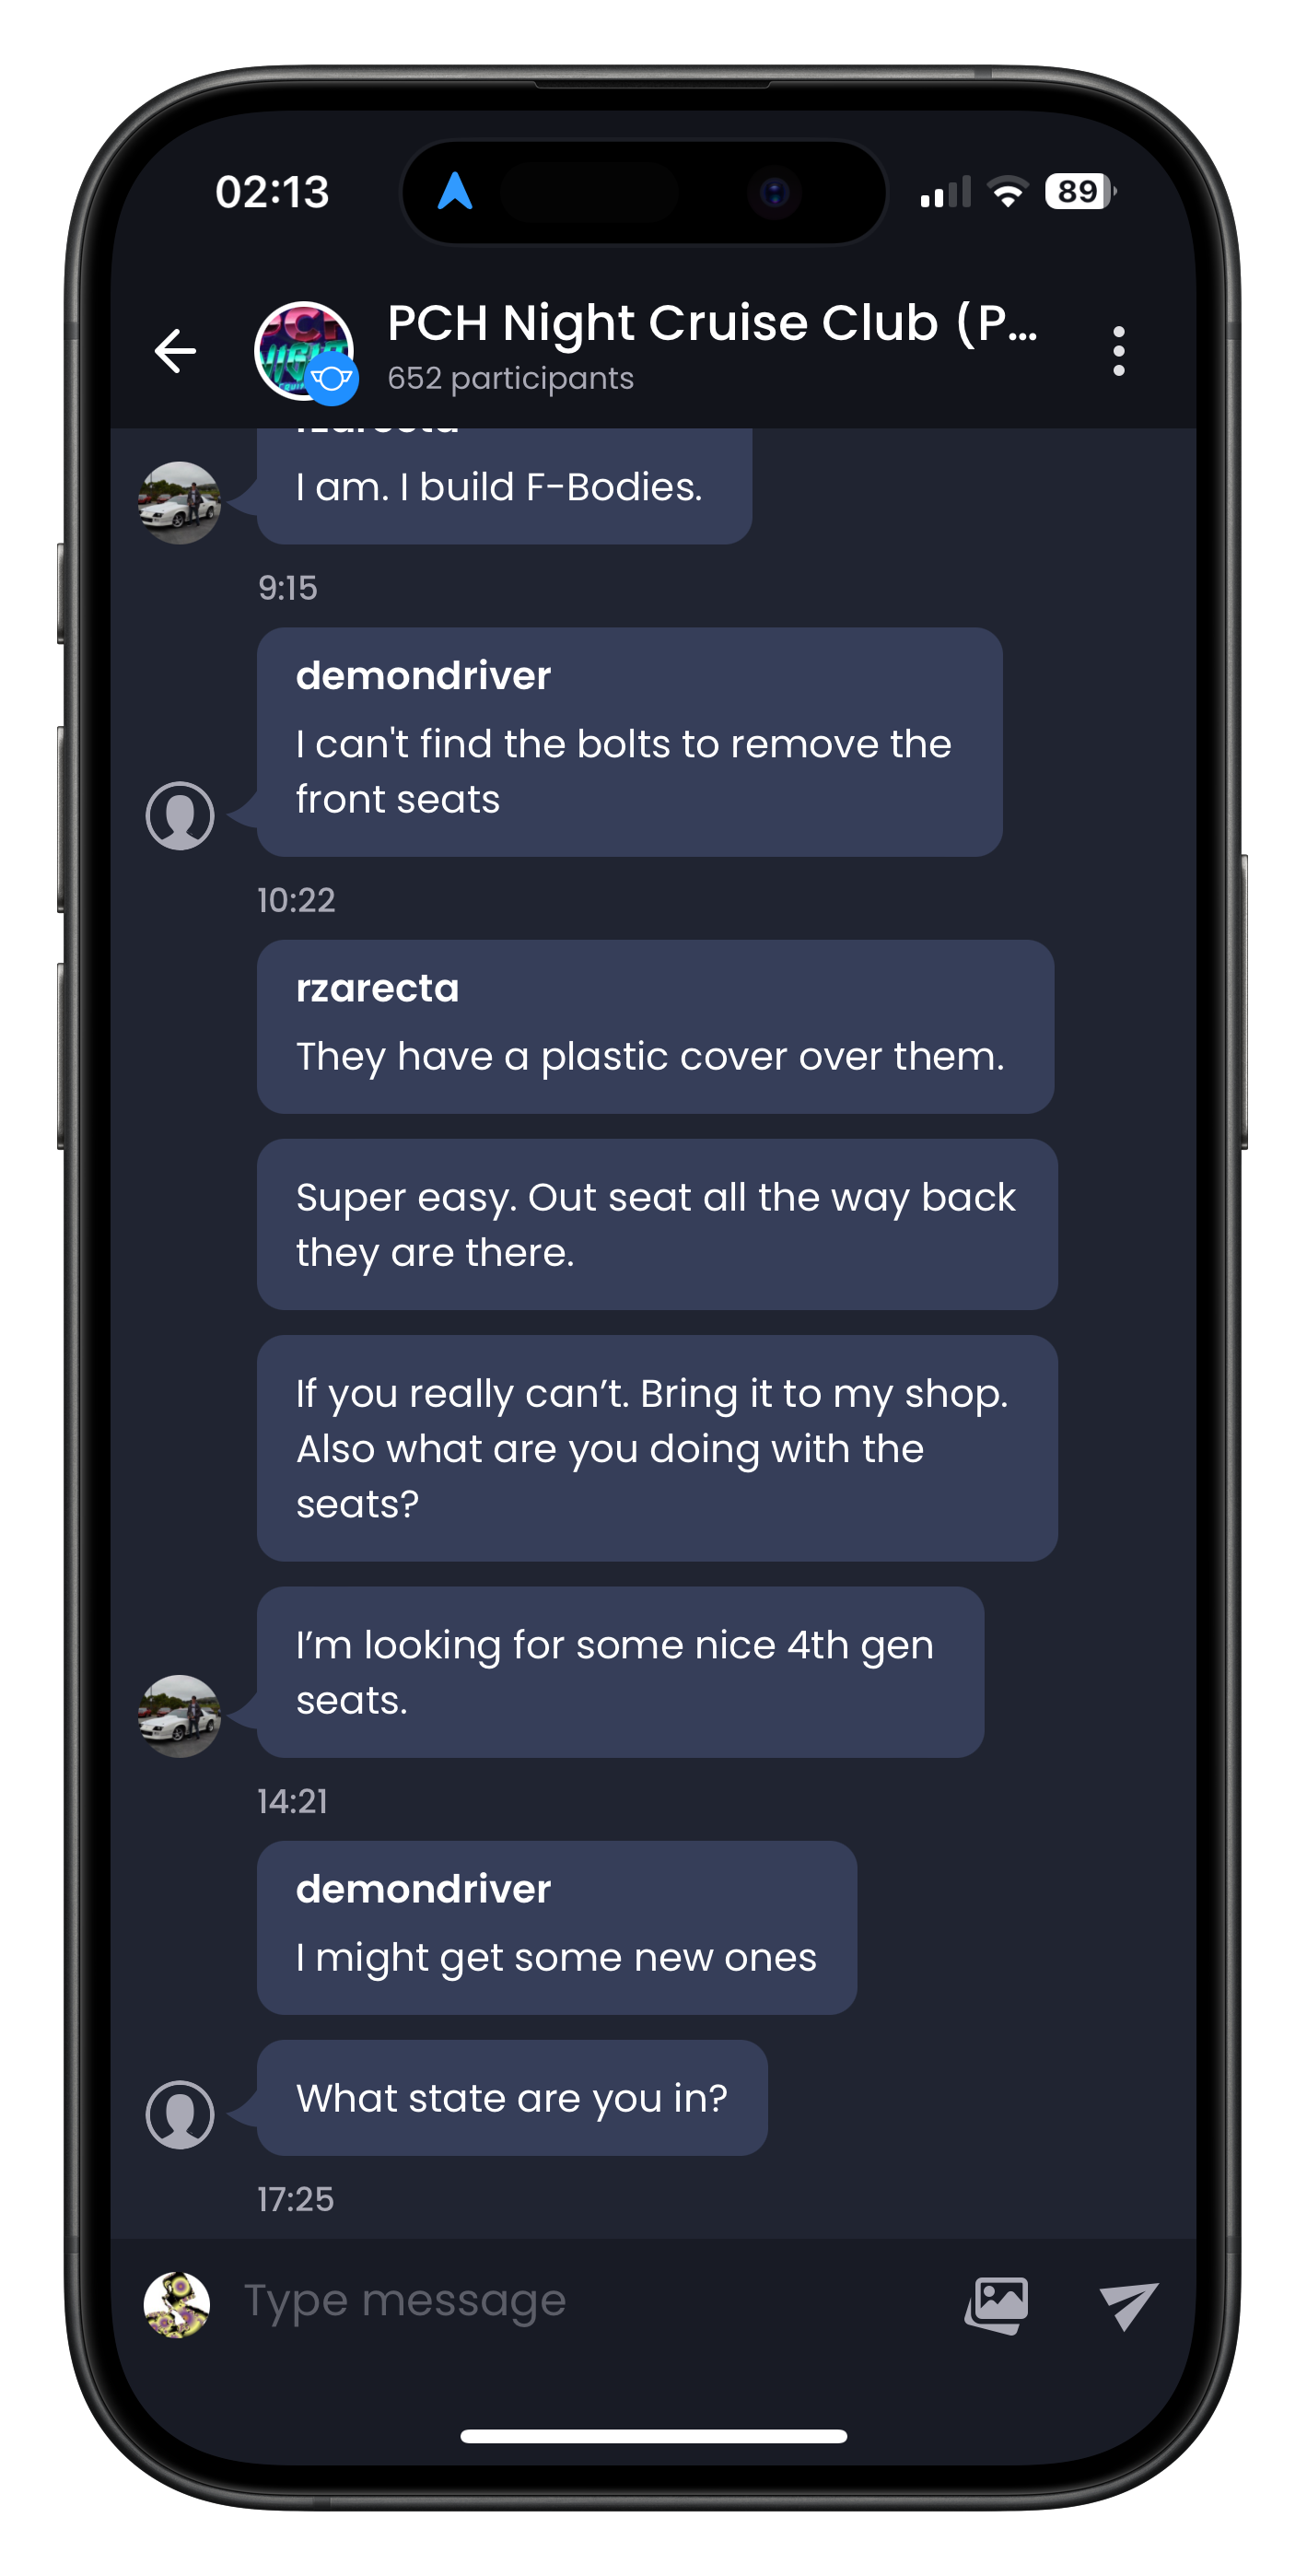 02:13
89
PCH Night Cruise Club (P...
652 participants
rzarecta
I am. I build F-Bodies.
9:15
demondriver
I can't find the bolts to remove the
front seats
10:22
rzarecta
They have a plastic cover over them.
Super easy. Out seat all the way back
they are there.
If you really can’t. Bring it to my shop.
Also what are you doing with the
seats?
I’m looking for some nice 4th gen
seats.
14:21
demondriver
I might get some new ones
What state are you in?
17:25
Type message